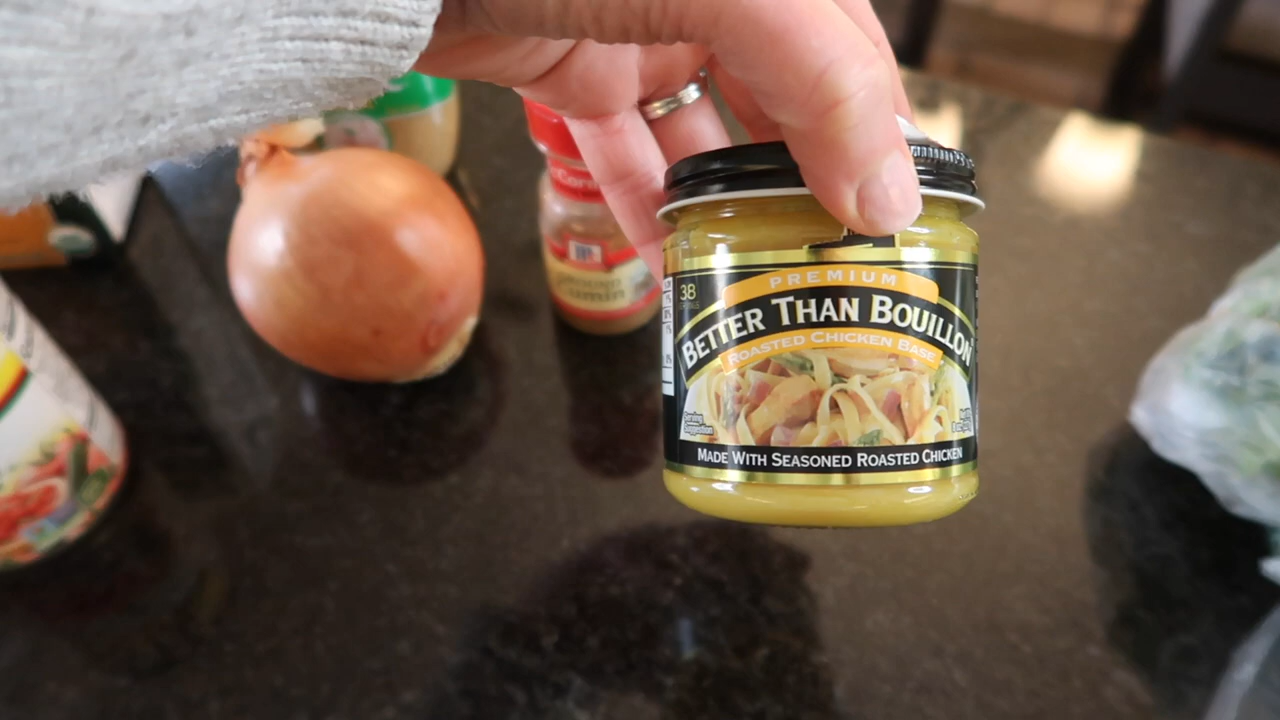 PREMIUM
38
BETTER THAN BOUILLON
ROASTED CHICKEN BASE
Serving
Suggestion
MADE WITH SEASONED ROASTED CHICKEN